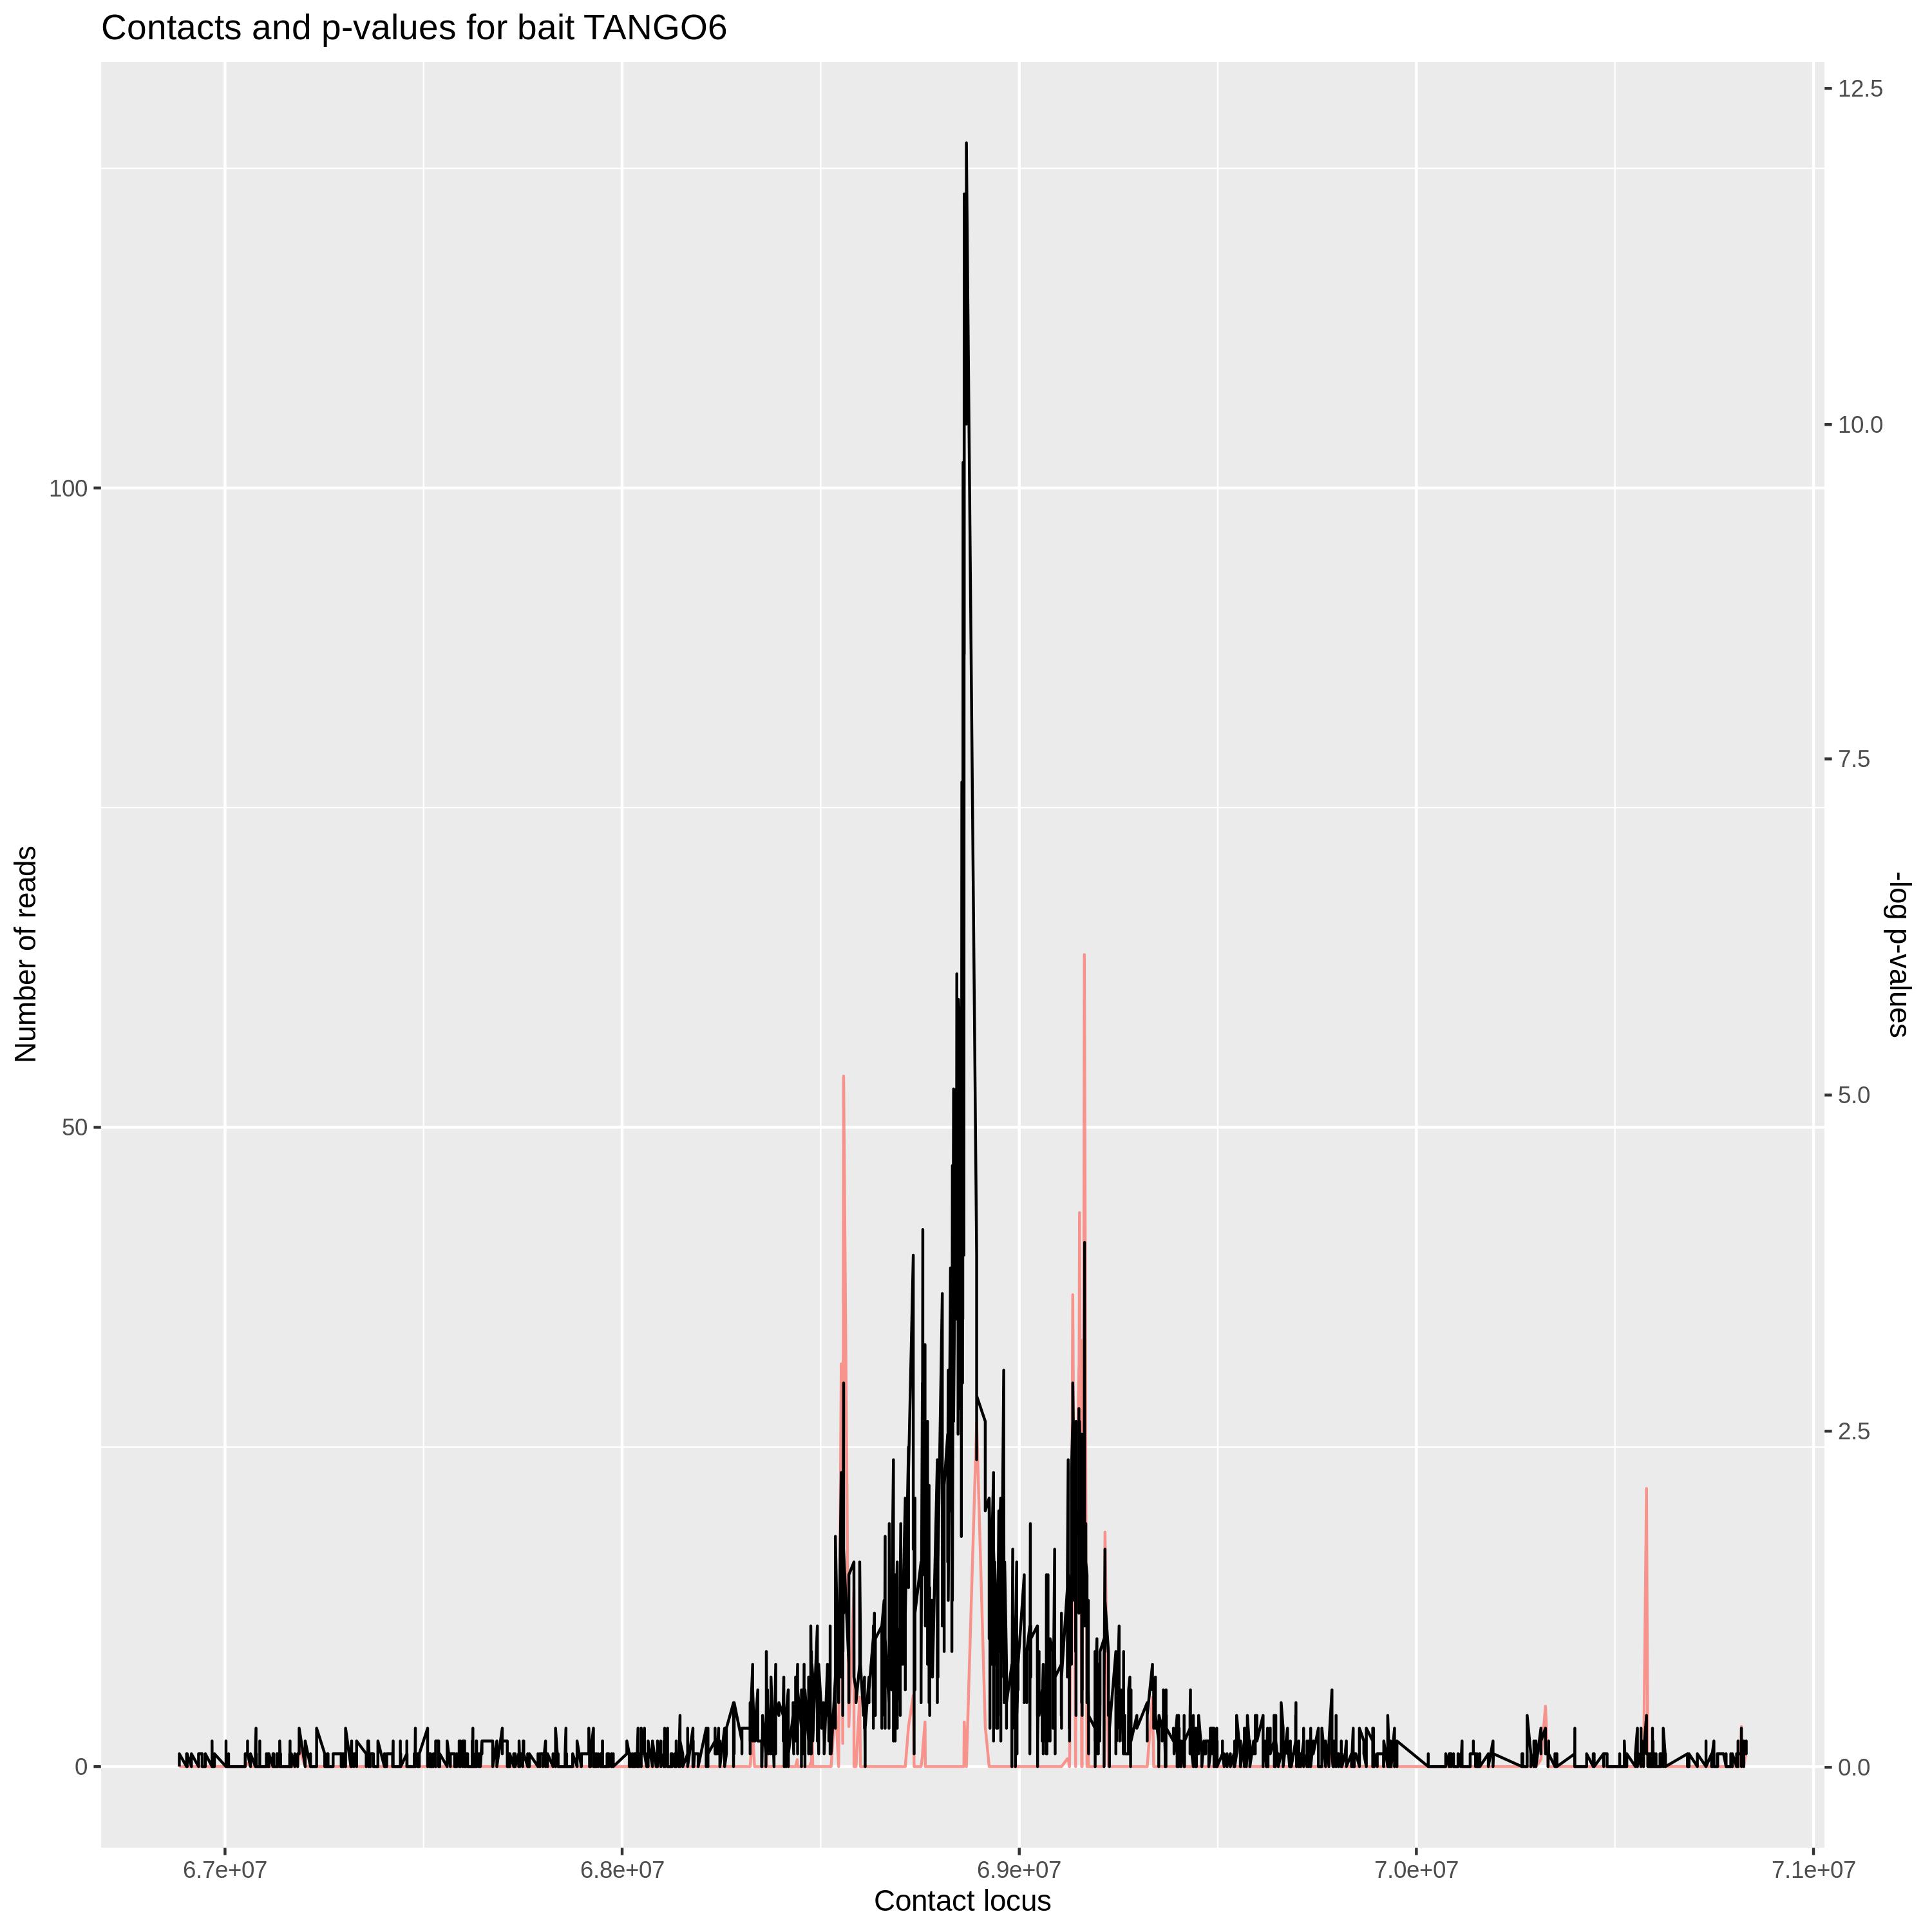 Contacts and p-values for bait TANGO6
12.5
10.0
100
7.5
Number of reads
-log p-values
5.0
50
2.5
0
0.0
6.7e+07
6.8e+07
6.9e+07
7.0e+07
7.1e+07
Contact locus